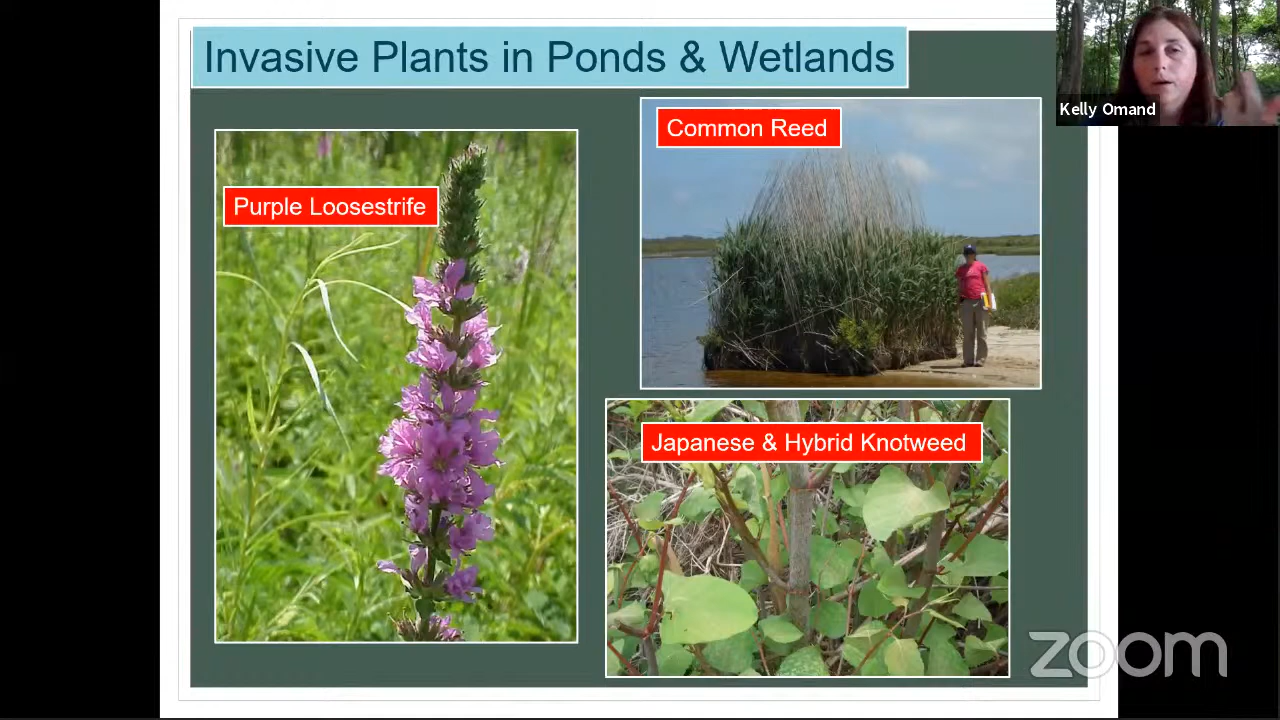 Invasive Plants in Ponds & Wetlands
Kelly Omand
Common Reed
Purple Loosestrife
Japanese & Hybrid Knotweed
zoom